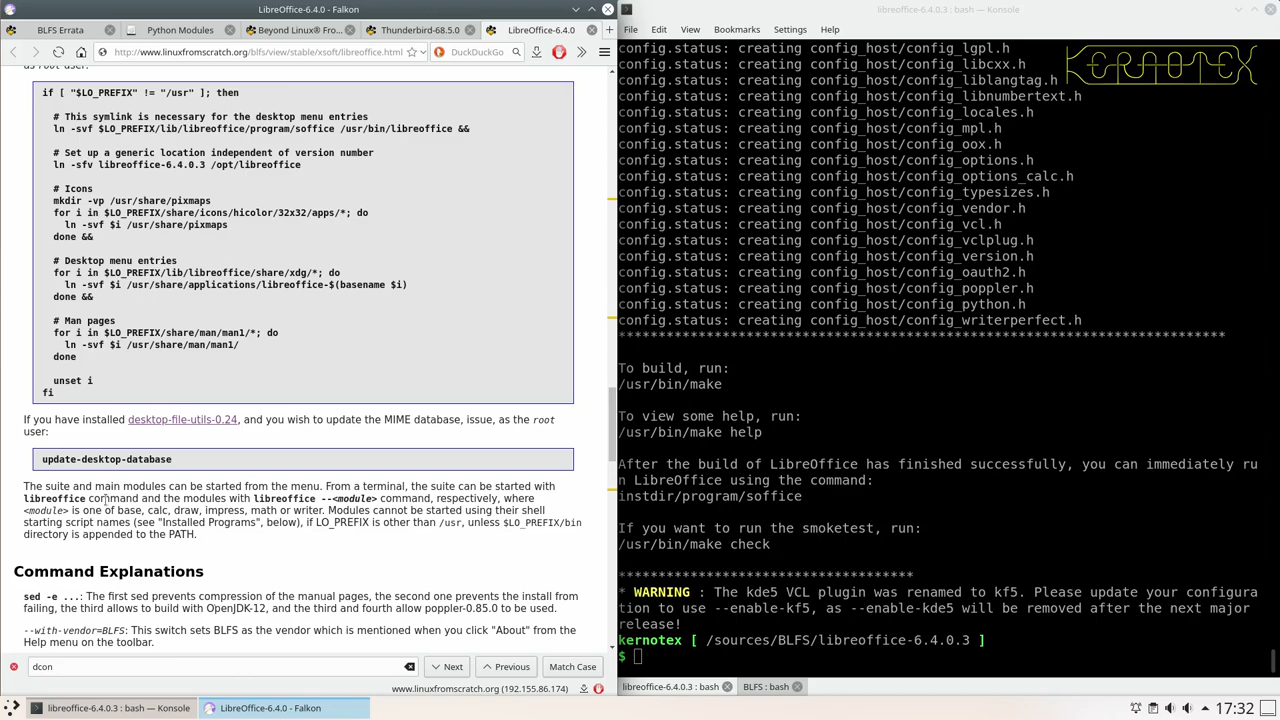 LibreOffice-6.4.0 - Falkon
libreoffice-6.4.0.3 : bash — Konsole
BLFS Errata
Python Modules
Beyond Linux® Fro...
Thunderbird-68.5.0
LibreOffice-6.4.0
http://www.linuxfromscratch.org/blfs/view/stable/xsoft/libreoffice.html
DuckDuckGo
as root user:
if [ "$LO_PREFIX" != "/usr" ]; then
# This symlink is necessary for the desktop menu entries
ln -svf $LO_PREFIX/lib/libreoffice/program/soffice /usr/bin/libreoffice &&
# Set up a generic location independent of version number
ln -sfv libreoffice-6.4.0.3 /opt/libreoffice
# Icons
mkdir -vp /usr/share/pixmaps
for i in $LO_PREFIX/share/icons/hicolor/32x32/apps/*; do
ln -svf $i /usr/share/pixmaps
done &&
# Desktop menu entries
for i in $LO_PREFIX/lib/libreoffice/share/xdg/*; do
ln -svf $i /usr/share/applications/libreoffice-$(basename $i)
done &&
# Man pages
for i in $LO_PREFIX/share/man/man1/*; do
ln -svf $i /usr/share/man/man1/
done
unset i
fi
If you have installed desktop-file-utils-0.24, and you wish to update the MIME database, issue, as the root
user:
update-desktop-database
The suite and main modules can be started from the menu. From a terminal, the suite can be started with
libreoffice command and the modules with libreoffice --<module> command, respectively, where
<module> is one of base, calc, draw, impress, math or writer. Modules cannot be started using their shell
starting script names (see "Installed Programs", below), if LO_PREFIX is other than /usr, unless $LO_PREFIX/bin
directory is appended to the PATH.
Command Explanations
sed -e ...: The first sed prevents compression of the manual pages, the second one prevents the install from
failing, the third allows to build with OpenJDK-12, and the third and fourth allow poppler-0.85.0 to be used.
--with-vendor=BLFS: This switch sets BLFS as the vendor which is mentioned when you click "About" from the
Help menu on the toolbar.
dcon
Next
Previous
Match Case
www.linuxfromscratch.org (192.155.86.174)
File Edit View Bookmarks Settings Help
KERNOTEX
config.status: creating config_host/config_lgpl.h
config.status: creating config_host/config_libcxx.h
config.status: creating config_host/config_liblangtag.h
config.status: creating config_host/config_libnumbertext.h
config.status: creating config_host/config_locales.h
config.status: creating config_host/config_mpl.h
config.status: creating config_host/config_oox.h
config.status: creating config_host/config_options.h
config.status: creating config_host/config_options_calc.h
config.status: creating config_host/config_typesizes.h
config.status: creating config_host/config_vendor.h
config.status: creating config_host/config_vcl.h
config.status: creating config_host/config_vclplug.h
config.status: creating config_host/config_version.h
config.status: creating config_host/config_oauth2.h
config.status: creating config_host/config_poppler.h
config.status: creating config_host/config_python.h
config.status: creating config_host/config_writerperfect.h
****************************************************************************
To build, run:
/usr/bin/make
To view some help, run:
/usr/bin/make help
After the build of LibreOffice has finished successfully, you can immediately ru
n LibreOffice using the command:
instdir/program/soffice
If you want to run the smoketest, run:
/usr/bin/make check
*************************************
* WARNING : The kde5 VCL plugin was renamed to kf5. Please update your configura
tion to use --enable-kf5, as --enable-kde5 will be removed after the next major
release!
kernotex [ /sources/BLFS/libreoffice-6.4.0.3 ]
$
libreoffice-6.4.0.3 : bash
BLFS : bash
libreoffice-6.4.0.3 : bash — Konsole
LibreOffice-6.4.0 - Falkon
17:32